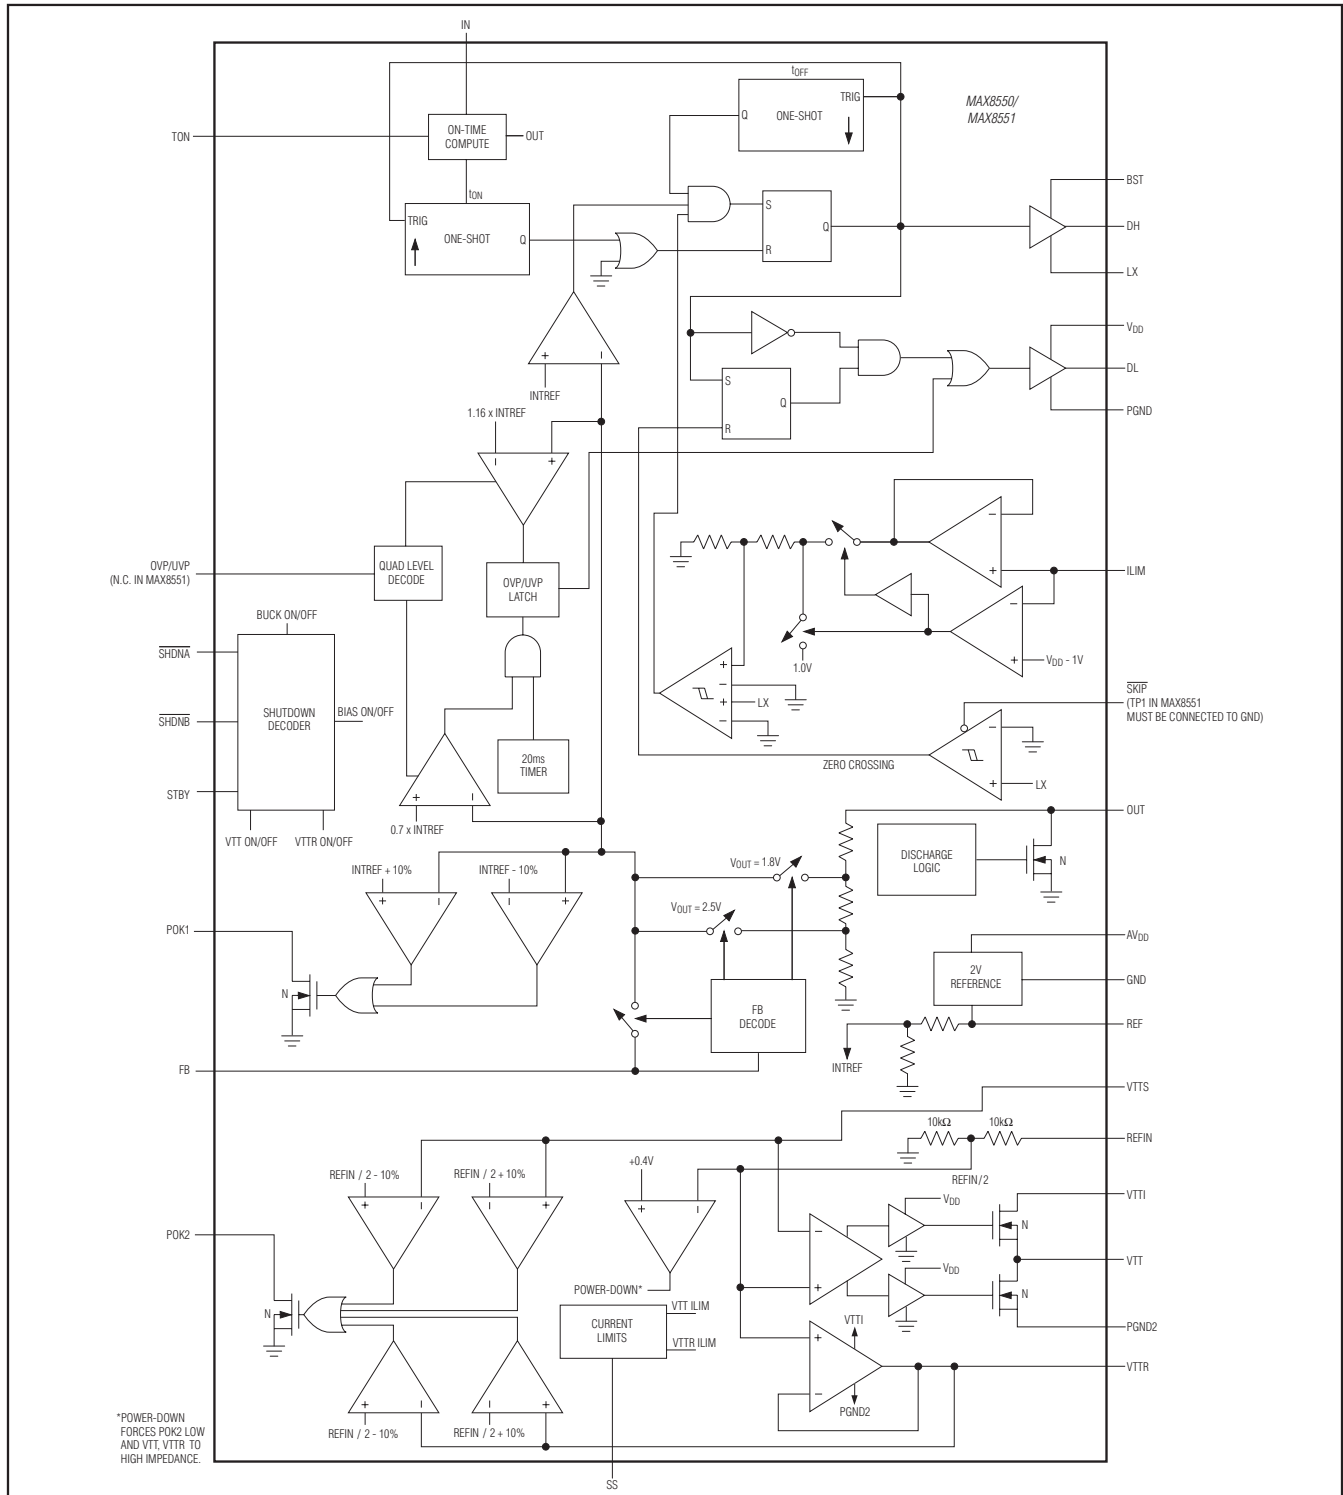 IN
tOFF
TRIG
Q
ONE-SHOT
MAX8550/
MAX8551
TON
ON-TIME
COMPUTE
OUT
tON
TRIG
ONE-SHOT
Q
S
Q
R
BST
DH
LX
+
–
INTREF
VDD
DL
PGND
S
Q
R
1.16 x INTREF
–
+
OVP/UVP
(N.C. IN MAX8551)
QUAD LEVEL
DECODE
OVP/UVP
LATCH
–
+
ILIM
–
+
VDD - 1V
1.0V
BUCK ON/OFF
SHDNA
SHDNB
STBY
SHUTDOWN
DECODER
BIAS ON/OFF
VTT ON/OFF
VTTR ON/OFF
20ms
TIMER
+
–
0.7 x INTREF
+
–
+
–
LX
SKIP
(TP1 IN MAX8551
MUST BE CONNECTED TO GND)
–
+
LX
ZERO CROSSING
OUT
DISCHARGE
LOGIC
N
INTREF + 10%
INTREF - 10%
+
–
–
+
VOUT = 1.8V
VOUT = 2.5V
POK1
N
FB
DECODE
FB
AVDD
2V
REFERENCE
GND
REF
INTREF
VTTS
10kΩ
10kΩ
REFIN
REFIN/2
REFIN / 2 - 10%
REFIN / 2 + 10%
+
–
–
+
+0.4V
+
–
POWER-DOWN*
VDD
VTTI
N
–
+
VTT
VDD
N
PGND2
POK2
N
CURRENT
LIMITS
VTT ILIM
VTTR ILIM
VTTI
+
–
PGND2
VTTR
+
–
–
+
REFIN / 2 - 10%
REFIN / 2 + 10%
*POWER-DOWN
FORCES POK2 LOW
AND VTT, VTTR TO
HIGH IMPEDANCE.
SS